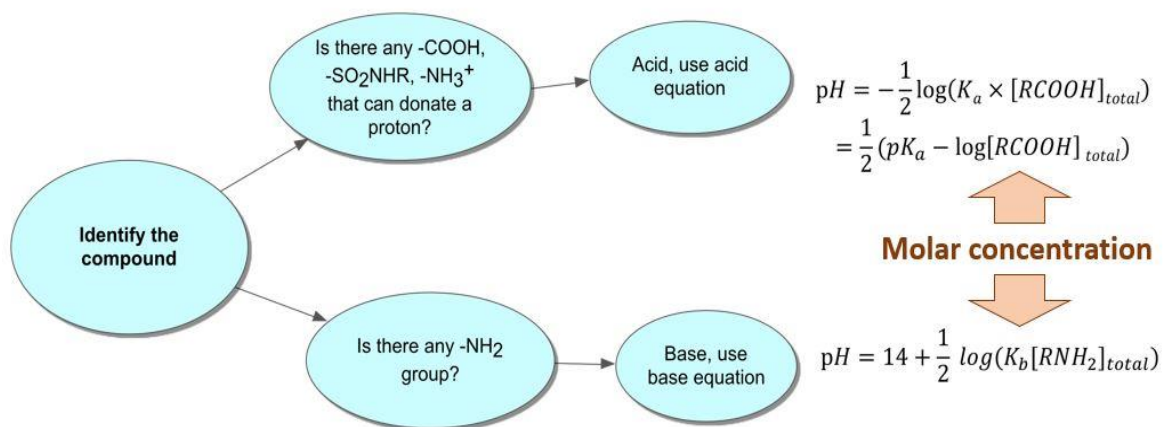 Is there any -COOH,
-SO₂NHR, -NH₃⁺
that can donate a
proton?
Acid, use acid
equation
pH = −½ log(Kₐ × [RCOOH]total)
= ½ (pKₐ − log[RCOOH] total)
Identify the
compound
Molar concentration
Is there any -NH₂
group?
Base, use
base equation
pH = 14 + ½ log(K_b[RNH₂]total)